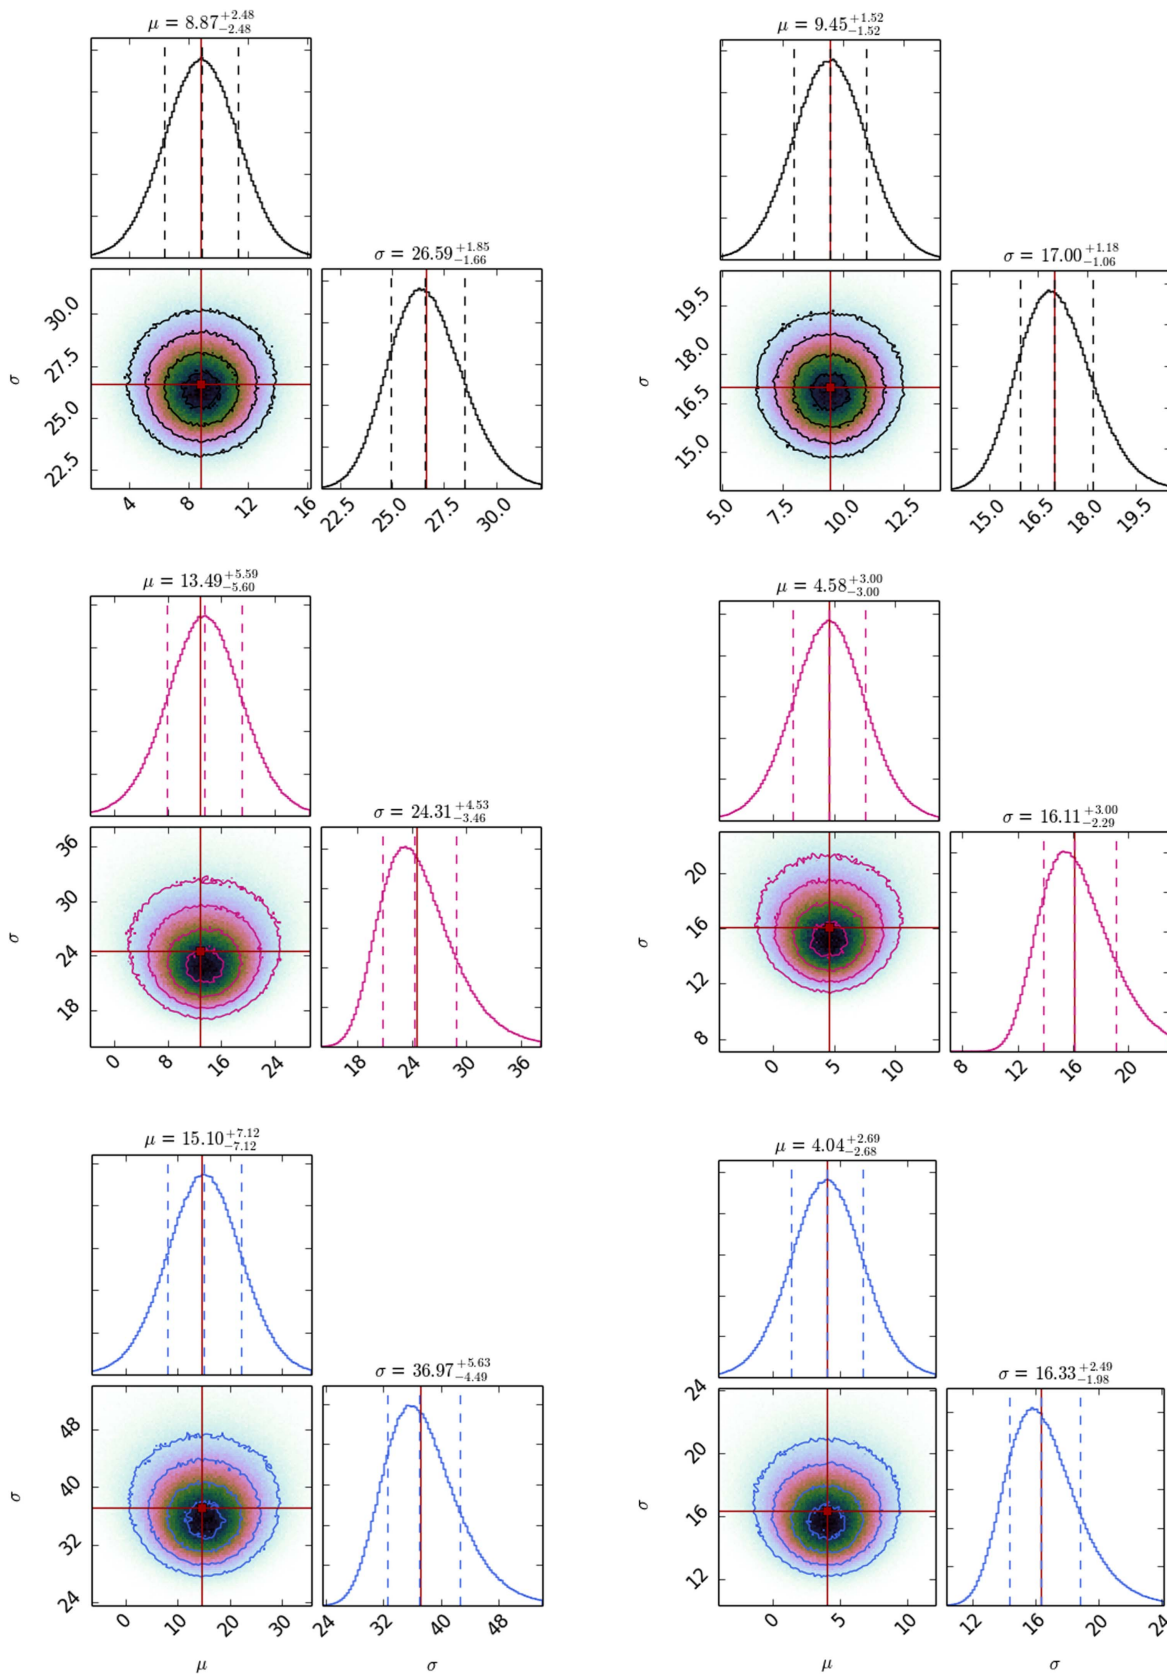 μ = 8.87 +2.48 −2.48
μ = 9.45 +1.52 −1.52
σ = 26.59 +1.85 −1.66
σ = 17.00 +1.18 −1.06
σ
30.0
27.5
25.0
22.5
4 8 12 16
22.5 25.0 27.5 30.0
σ
19.5
18.0
16.5
15.0
5.0 7.5 10.0 12.5
15.0 16.5 18.0 19.5
μ = 13.49 +5.59 −5.60
μ = 4.58 +3.00 −3.00
σ = 24.31 +4.53 −3.46
σ = 16.11 +3.00 −2.29
σ
36
30
24
18
0 8 16 24
18 24 30 36
σ
20
16
12
8
0 5 10
8 12 16 20
μ = 15.10 +7.12 −7.12
μ = 4.04 +2.69 −2.68
σ = 36.97 +5.63 −4.49
σ = 16.33 +2.49 −1.98
σ
48
40
32
24
0 10 20 30
24 32 40 48
μ σ
σ
24
20
16
12
0 5 10
12 16 20 24
μ σ